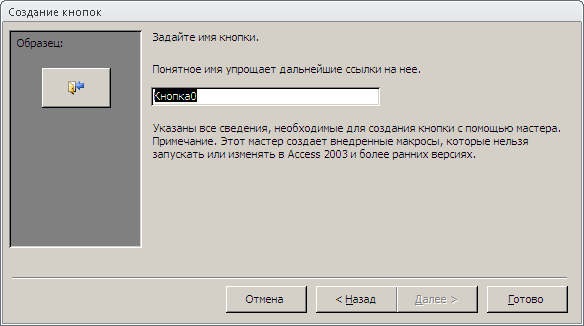 Создание кнопок
Образец:
Задайте имя кнопки.
Понятное имя упрощает дальнейшие ссылки на нее.
Кнопка0
Указаны все сведения, необходимые для создания кнопки с помощью мастера.
Примечание. Этот мастер создает внедренные макросы, которые нельзя
запускать или изменять в Access 2003 и более ранних версиях.
Отмена
< Назад
Далее >
Готово